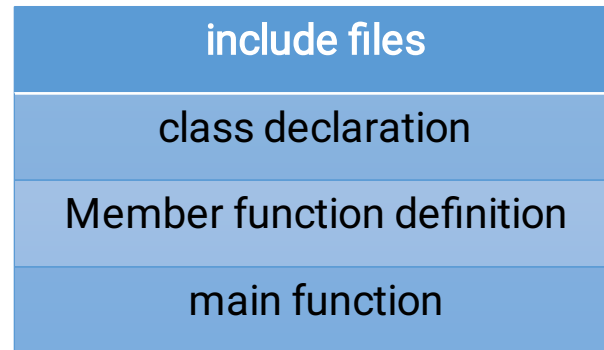 include files
class declaration
Member function definition
main function